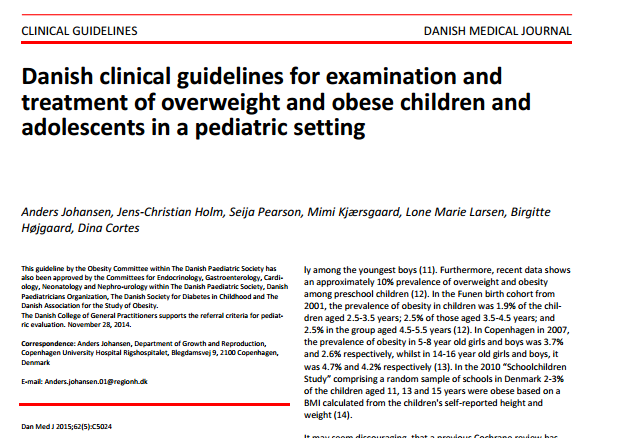 CLINICAL GUIDELINES
DANISH MEDICAL JOURNAL
Danish clinical guidelines for examination and
treatment of overweight and obese children and
adolescents in a pediatric setting
Anders Johansen, Jens-Christian Holm, Seija Pearson, Mimi Kjærsgaard, Lone Marie Larsen, Birgitte
Højgaard, Dina Cortes
This guideline by the Obesity Committee within The Danish Paediatric Society has
also been approved by the Committees for Endocrinology, Gastroenterology, Cardi-
ology, Neonatology and Nephro-urology within The Danish Paediatric Society, Danish
Paediatricians Organization, The Danish Society for Diabetes in Childhood and The
Danish Association for the Study of Obesity.
The Danish College of General Practitioners supports the referral criteria for pediat-
ric evaluation. November 28, 2014.
Correspondence: Anders Johansen, Department of Growth and Reproduction,
Copenhagen University Hospital Rigshospitalet, Blegdamsvej 9, 2100 Copenhagen,
Denmark
E-mail: Anders.johansen.01@regionh.dk
Dan Med J 2015;62(5):C5024
ly among the youngest boys (11). Furthermore, recent data shows
an approximately 10% prevalence of overweight and obesity
among preschool children (12). In the Funen birth cohort from
2001, the prevalence of obesity in children was 1.9% of the chil-
dren aged 2.5-3.5 years; 2.5% of those aged 3.5-4.5 years; and
2.5% in the group aged 4.5-5.5 years (12). In Copenhagen in 2007,
the prevalence of obesity in 5-8 year old girls and boys was 3.7%
and 2.6% respectively, whilst in 14-16 year old girls and boys, it
was 4.7% and 4.2% respectively (13). In the 2010 “Schoolchildren
Study” comprising a random sample of schools in Denmark 2-3%
of the children aged 11, 13 and 15 years were obese based on a
BMI calculated from the children's self-reported height and
weight (14).
It may seem discouraging, that a previous Cochrane review has